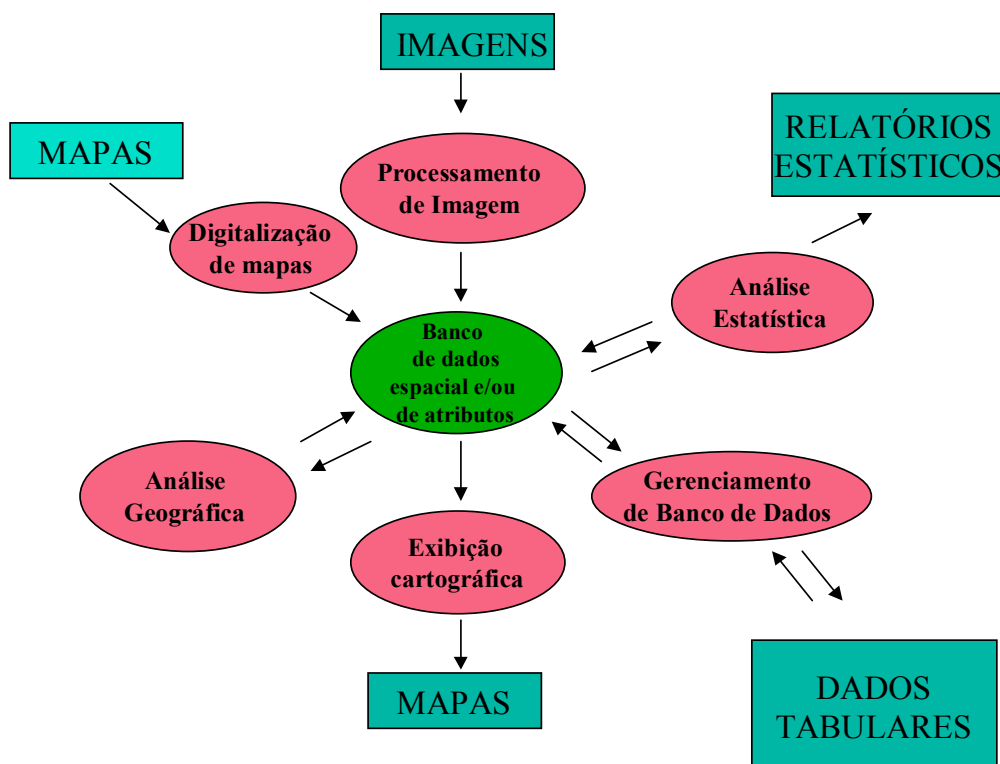 IMAGENS
MAPAS
RELATÓRIOS
ESTATÍSTICOS
Processamento
de Imagem
Digitalização
de mapas
Análise
Estatística
Banco
de dados
espacial e/ou
de atributos
Análise
Geográfica
Gerenciamento
de Banco de Dados
Exibição
cartográfica
MAPAS
DADOS
TABULARES